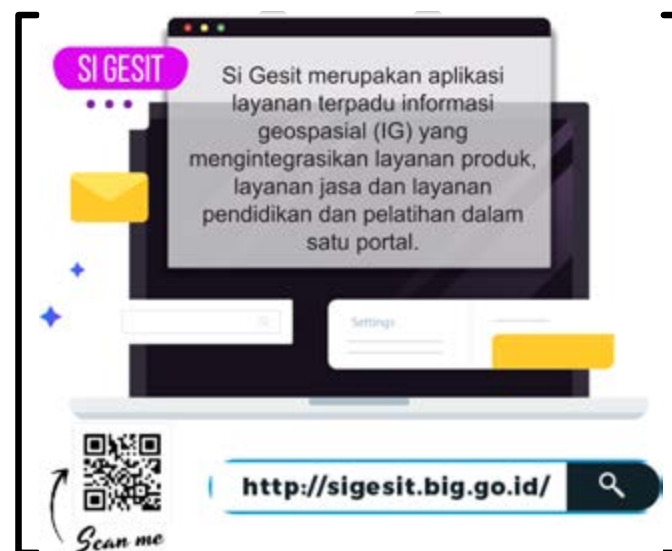 SI GESIT
Si Gesit merupakan aplikasi
layanan terpadu informasi
geospasial (IG) yang
mengintegrasikan layanan produk,
layanan jasa dan layanan
pendidikan dan pelatihan dalam
satu portal.
Settings
http://sigesit.big.go.id/
Scan me